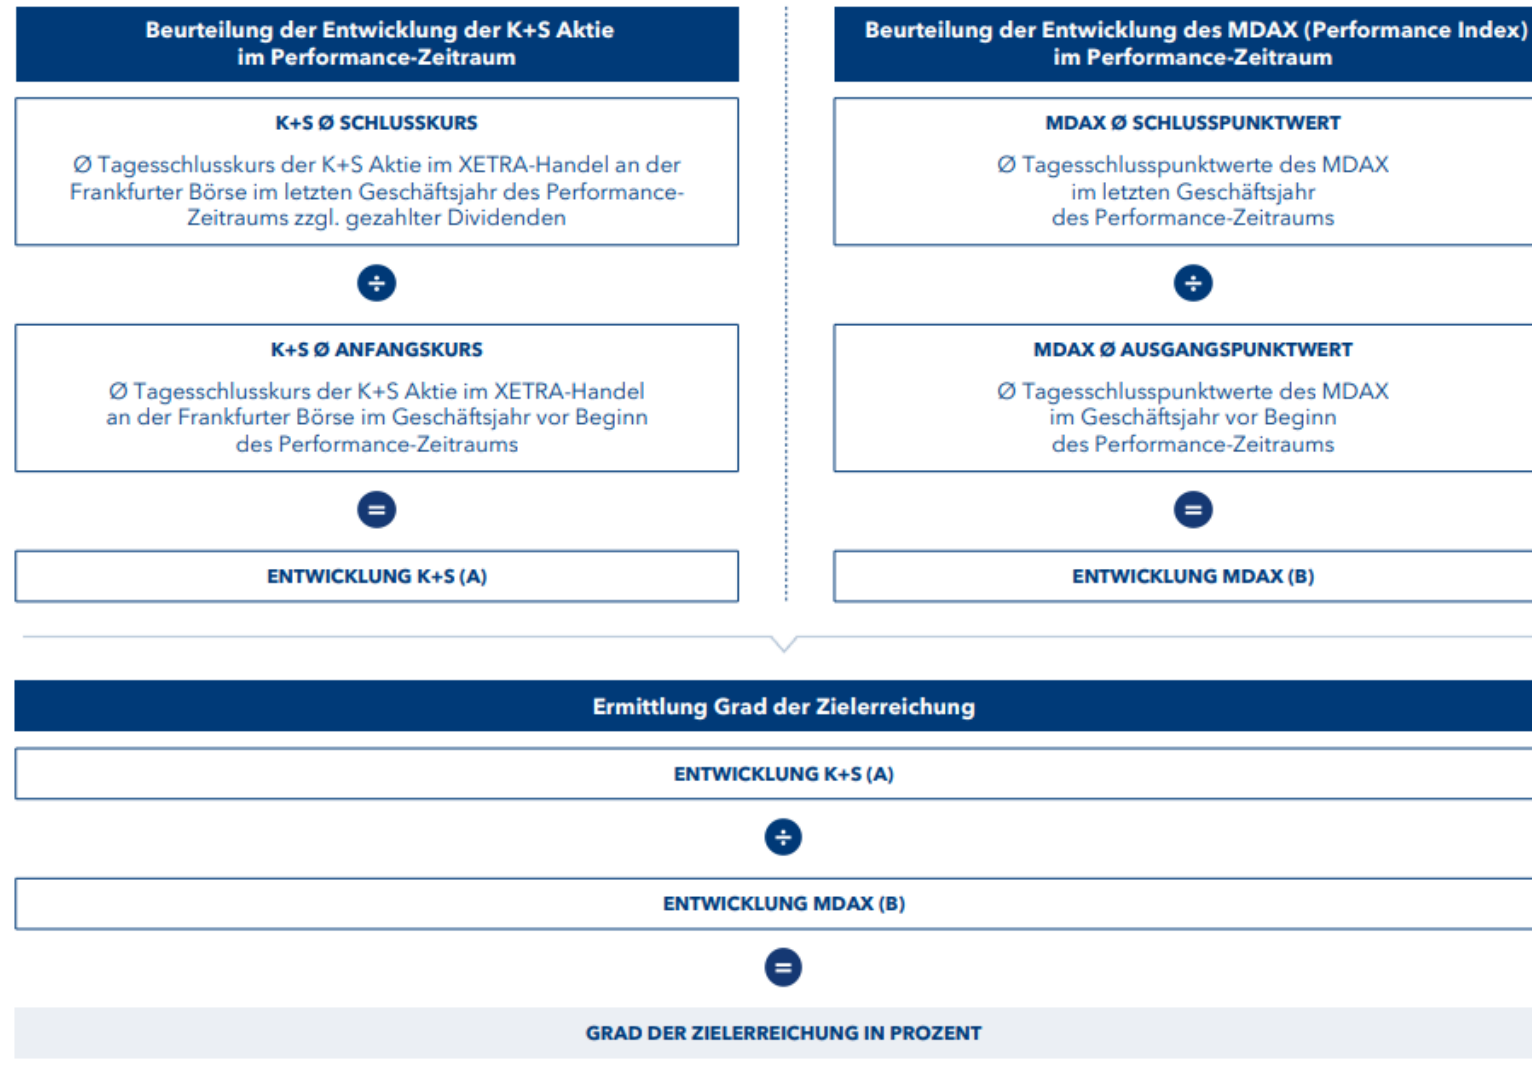 Beurteilung der Entwicklung der K+S Aktie
im Performance-Zeitraum
K+S Ø SCHLUSSKURS
Ø Tagesschlusskurs der K+S Aktie im XETRA-Handel an der
Frankfurter Börse im letzten Geschäftsjahr des Performance-
Zeitraums zzgl. gezahlter Dividenden
÷
K+S Ø ANFANGSKURS
Ø Tagesschlusskurs der K+S Aktie im XETRA-Handel
an der Frankfurter Börse im Geschäftsjahr vor Beginn
des Performance-Zeitraums
=
ENTWICKLUNG K+S (A)
Beurteilung der Entwicklung des MDAX (Performance Index)
im Performance-Zeitraum
MDAX Ø SCHLUSSPUNKTWERT
Ø Tagesschlusspunktwerte des MDAX
im letzten Geschäftsjahr
des Performance-Zeitraums
÷
MDAX Ø AUSGANGSPUNKTWERT
Ø Tagesschlusspunktwerte des MDAX
im Geschäftsjahr vor Beginn
des Performance-Zeitraums
=
ENTWICKLUNG MDAX (B)
Ermittlung Grad der Zielerreichung
ENTWICKLUNG K+S (A)
÷
ENTWICKLUNG MDAX (B)
=
GRAD DER ZIELERREICHUNG IN PROZENT